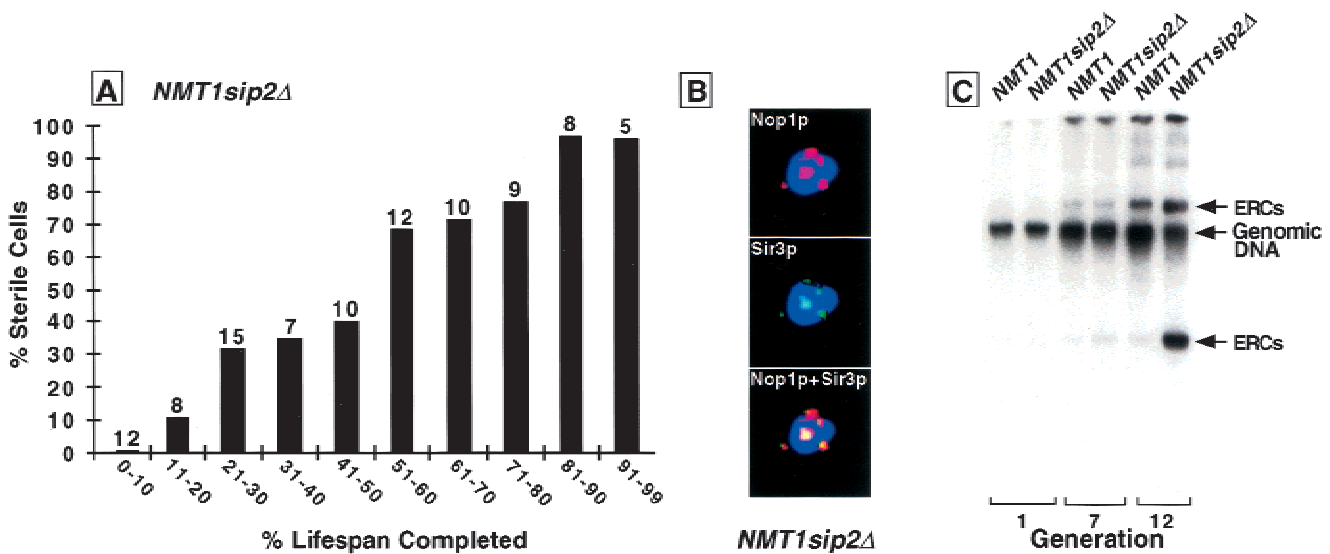 A NMT1sip2Δ
100
90
80
70
60
50
40
30
20
10
0
% Sterile Cells
12
8
15
7
10
12
10
9
8
5
0-10
11-20
21-30
31-40
41-50
51-60
61-70
71-80
81-90
91-99
% Lifespan Completed
B
Nop1p
Sir3p
Nop1p+Sir3p
NMT1sip2Δ
C
NMT1
NMT1sip2Δ
NMT1
NMT1sip2Δ
NMT1
NMT1sip2Δ
ERCs
Genomic
DNA
ERCs
1 7 12
Generation